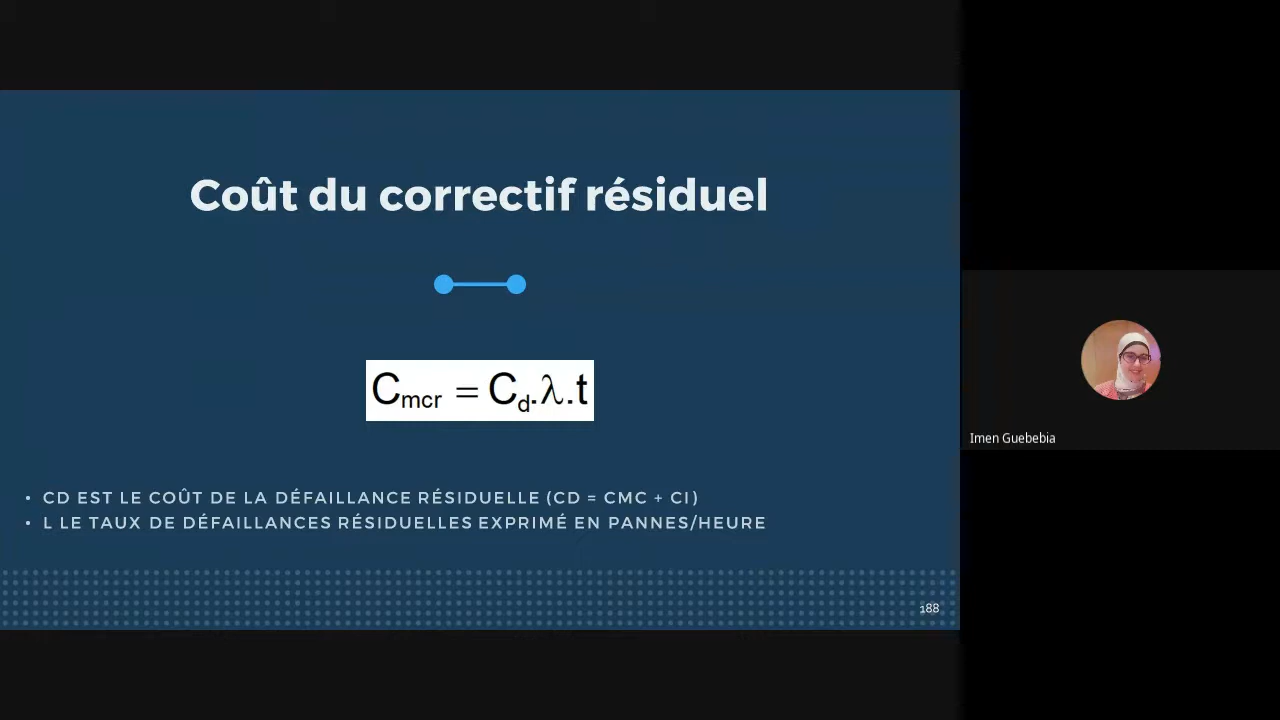 Coût du correctif résiduel
Cmcr = Cd.λ.t
• CD EST LE COÛT DE LA DÉFAILLANCE RÉSIDUELLE (CD = CMC + CI)
• L LE TAUX DE DÉFAILLANCES RÉSIDUELLES EXPRIMÉ EN PANNES/HEURE
188
Imen Guebebia